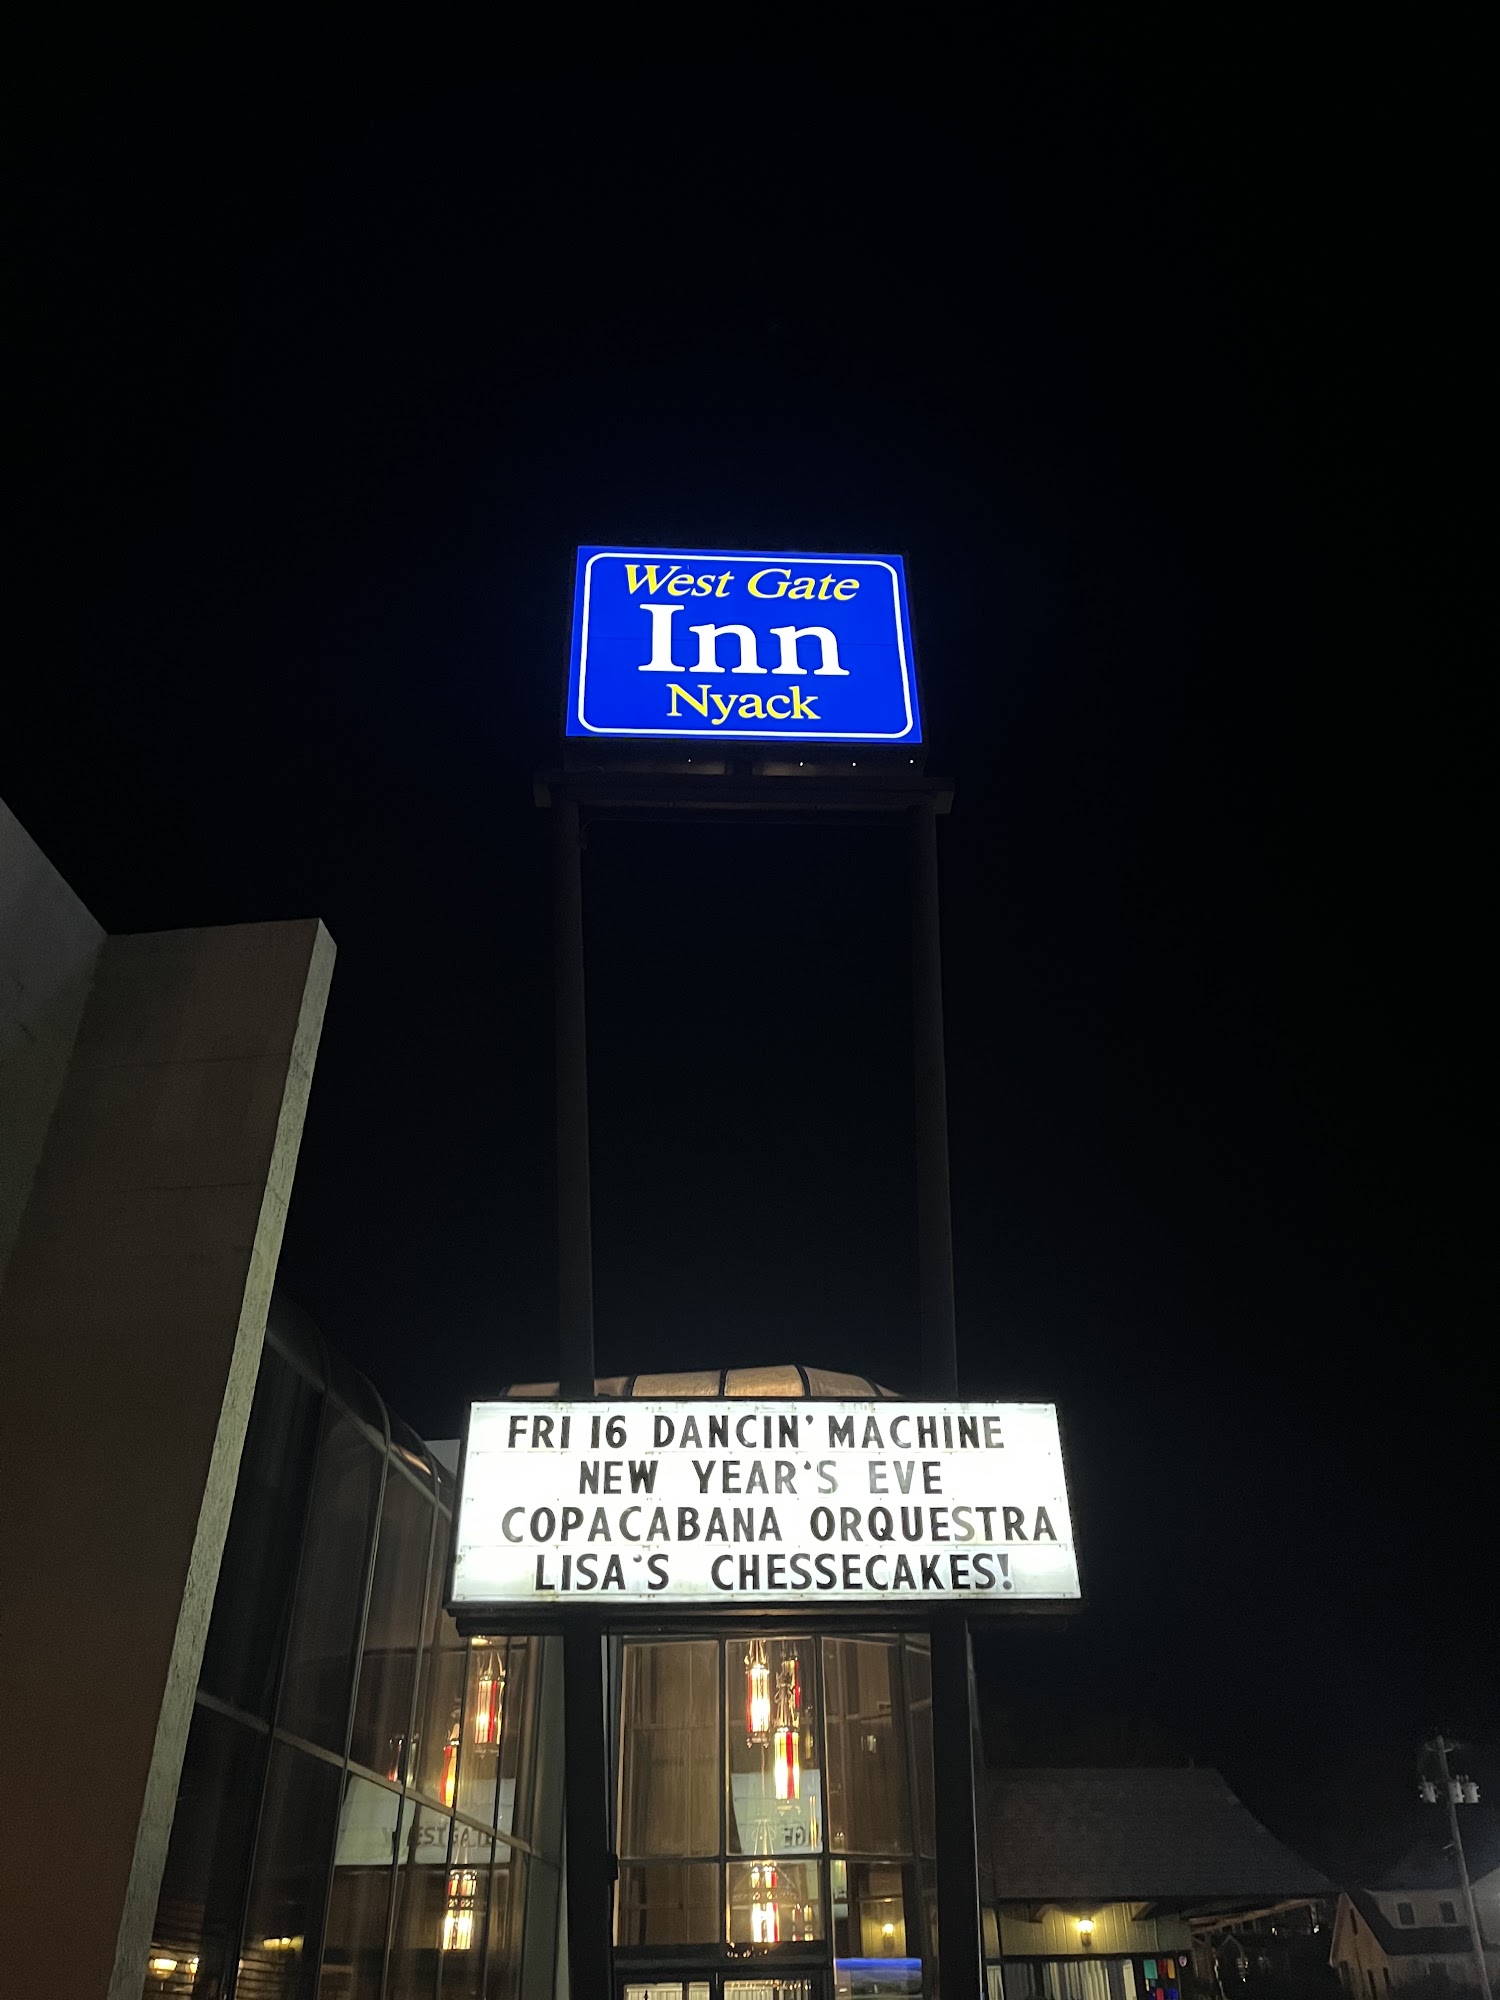 West Gate
Inn
Nyack
FRI 16 DANCIN' MACHINE
NEW YEAR'S EVE
COPACABANA ORQUESTRA
LISA'S CHESSECAKES!